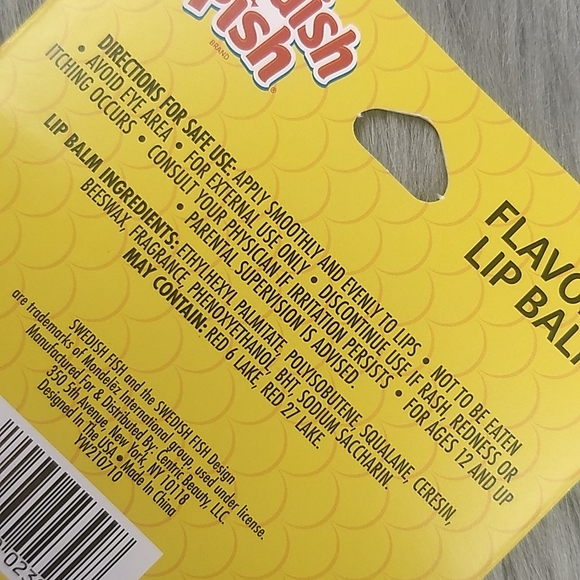 Fish
BRAND
®
DIRECTIONS FOR SAFE USE: APPLY SMOOTHLY AND EVENLY TO LIPS • NOT TO BE EATEN
• AVOID EYE AREA • FOR EXTERNAL USE ONLY • DISCONTINUE USE IF RASH, REDNESS OR
ITCHING OCCURS • CONSULT YOUR PHYSICIAN IF IRRITATION PERSISTS • FOR AGES 12 AND UP
• PARENTAL SUPERVISION IS ADVISED.
LIP BALM INGREDIENTS: ETHYLHEXYL PALMITATE, POLYISOBUTENE, SQUALANE, CERESIN,
BEESWAX, FRAGRANCE, PHENOXYETHANOL, BHT, SODIUM SACCHARIN.
MAY CONTAIN: RED 6 LAKE, RED 27 LAKE.
SWEDISH FISH and the SWEDISH FISH Design
are trademarks of Mondelēz International group, used under license.
Manufactured for & Distributed By: Centric Beauty, LLC.
350 5th Avenue, New York, NY 10118
Designed in The USA • Made in China
YW210710
LIP